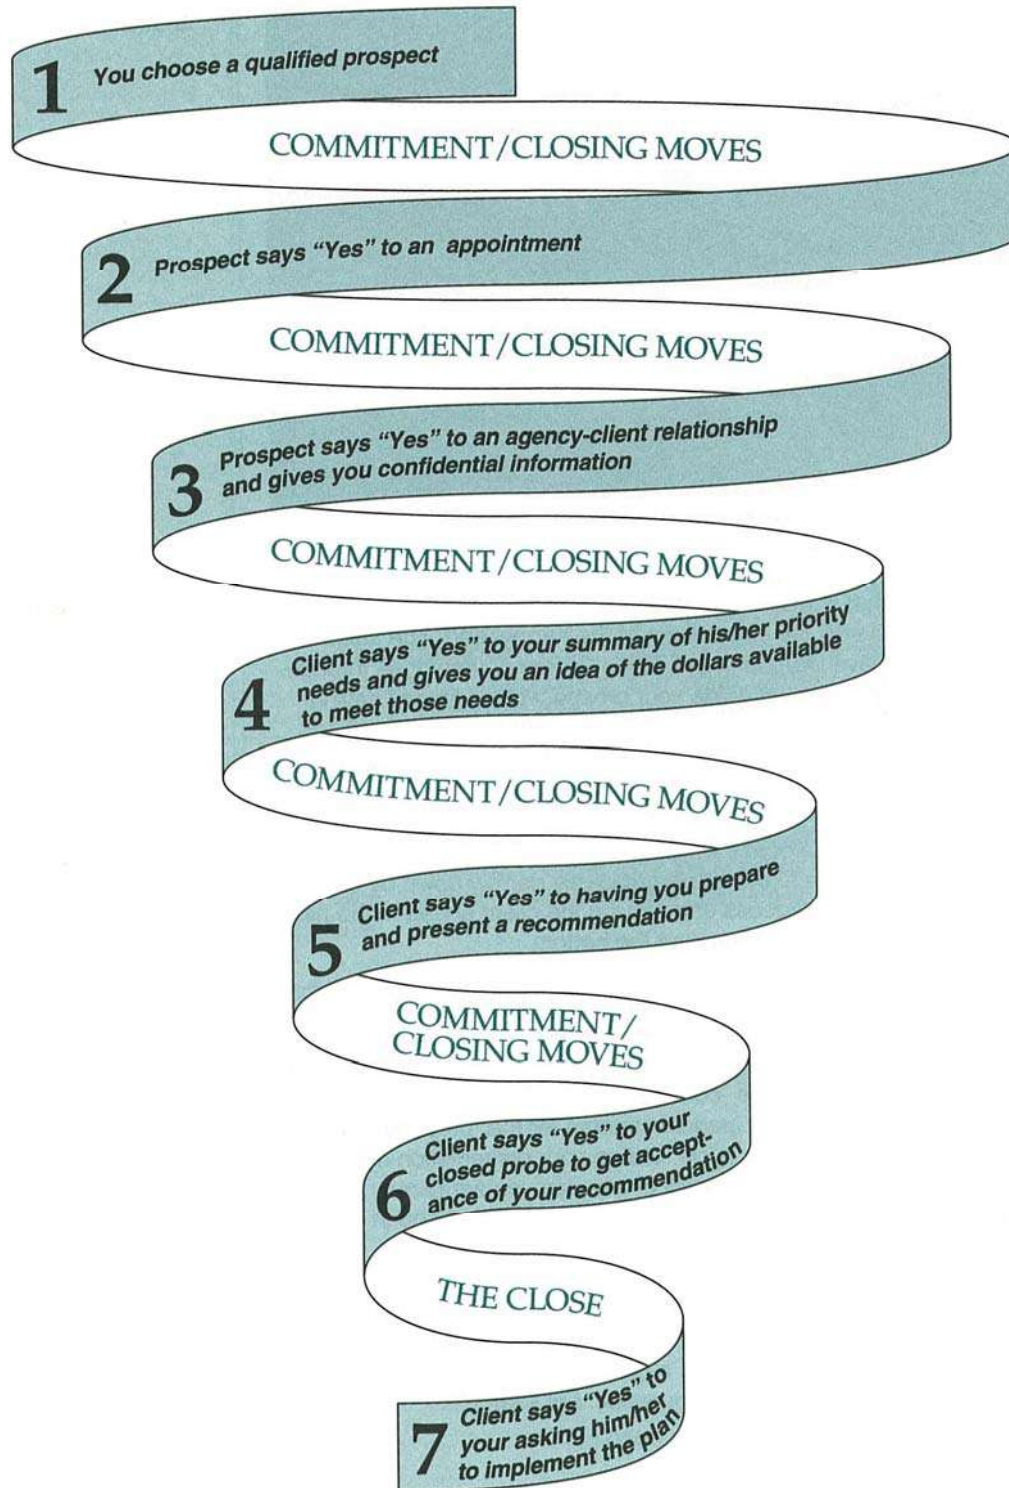 1 You choose a qualified prospect
COMMITMENT/CLOSING MOVES
2 Prospect says “Yes” to an appointment
COMMITMENT/CLOSING MOVES
3 Prospect says “Yes” to an agency-client relationship
and gives you confidential information
COMMITMENT/CLOSING MOVES
4 Client says “Yes” to your summary of his/her priority
needs and gives you an idea of the dollars available
to meet those needs
COMMITMENT/CLOSING MOVES
5 Client says “Yes” to having you prepare
and present a recommendation
COMMITMENT/
CLOSING MOVES
6 Client says “Yes” to your
closed probe to get accept-
ance of your recommendation
THE CLOSE
7 Client says “Yes” to
your asking him/her
to implement the plan